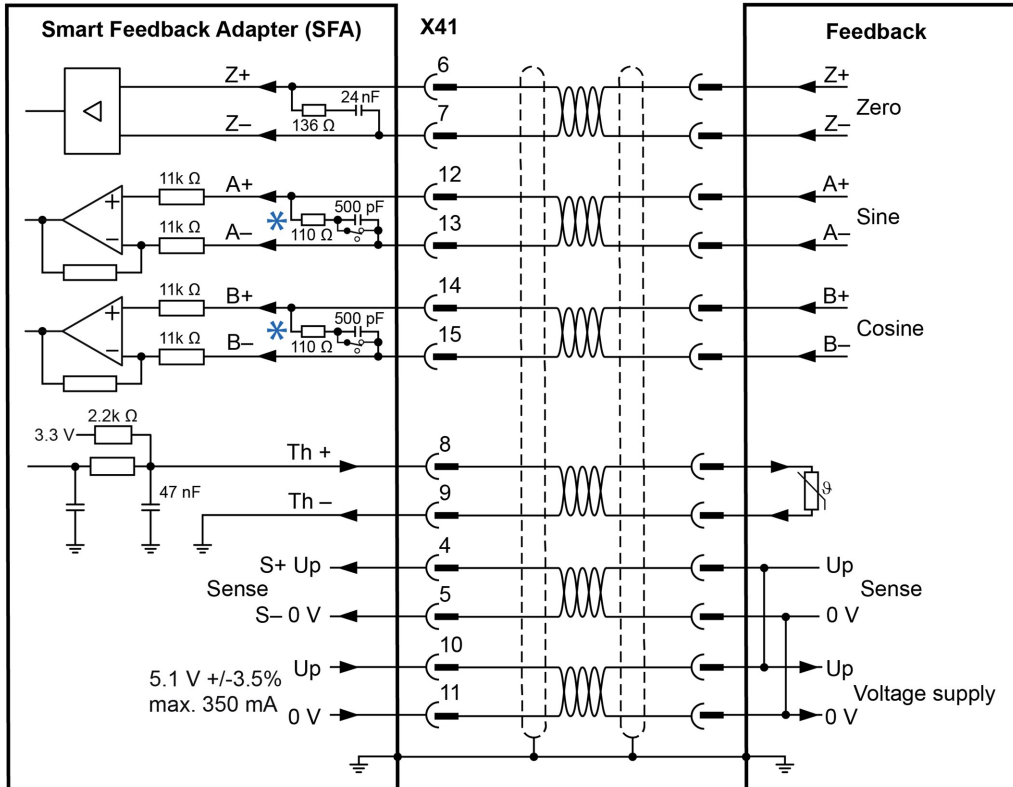 Smart Feedback Adapter (SFA) X41 Feedback
Z+ 6 Z+
24 nF
136 Ω
Zero
Z– 7 Z–
11k Ω A+ 12 A+
500 pF
* 110 Ω
Sine
11k Ω A– 13 A–
11k Ω B+ 14 B+
500 pF
* 110 Ω
Cosine
11k Ω B– 15 B–
2.2k Ω
3.3 V
Th + 8
47 nF
ϑ
Th – 9
S+ Up 4 Up
Sense Sense
S– 0 V 5 0 V
Up 10 Up
5.1 V +/-3.5%
max. 350 mA
Voltage supply
0 V 11 0 V